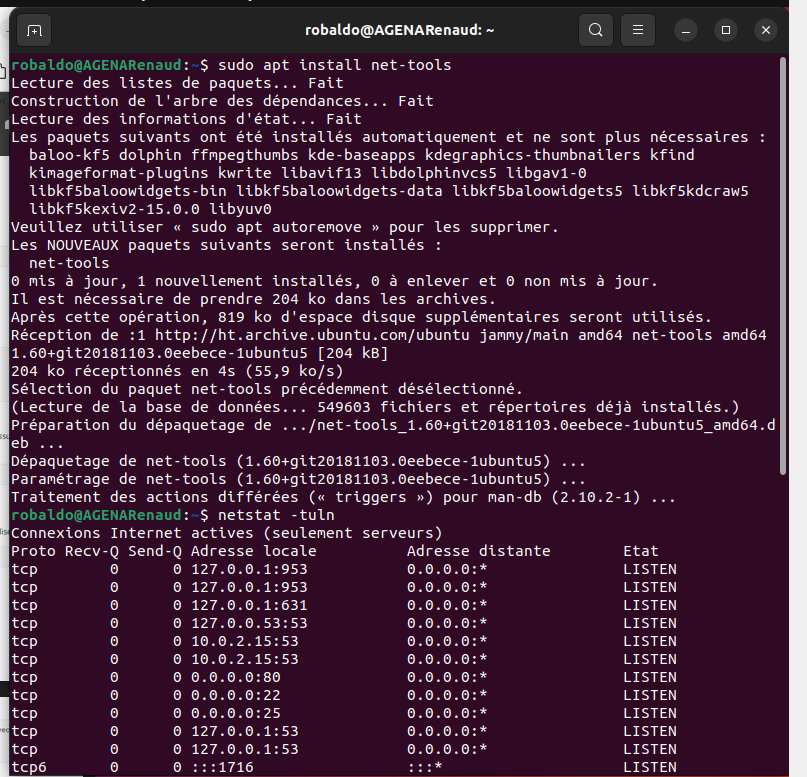 robaldo@AGENARenaud: ~
robaldo@AGENARenaud:~$ sudo apt install net-tools
Lecture des listes de paquets... Fait
Construction de l'arbre des dépendances... Fait
Lecture des informations d'état... Fait
Les paquets suivants ont été installés automatiquement et ne sont plus nécessaires :
  baloo-kf5 dolphin ffmpegthumbs kde-baseapps kdegraphics-thumbnailers kfind
  kimageformat-plugins kwrite libavif13 libdolphinvcs5 libgav1-0
  libkf5baloowidgets-bin libkf5baloowidgets-data libkf5baloowidgets5 libkf5kdcraw5
  libkf5kexiv2-15.0.0 libyuv0
Veuillez utiliser « sudo apt autoremove » pour les supprimer.
Les NOUVEAUX paquets suivants seront installés :
  net-tools
0 mis à jour, 1 nouvellement installés, 0 à enlever et 0 non mis à jour.
Il est nécessaire de prendre 204 ko dans les archives.
Après cette opération, 819 ko d'espace disque supplémentaires seront utilisés.
Réception de :1 http://ht.archive.ubuntu.com/ubuntu jammy/main amd64 net-tools amd64
1.60+git20181103.0eebece-1ubuntu5 [204 kB]
204 ko réceptionnés en 4s (55,9 ko/s)
Sélection du paquet net-tools précédemment désélectionné.
(Lecture de la base de données... 549603 fichiers et répertoires déjà installés.)
Préparation du dépaquetage de .../net-tools_1.60+git20181103.0eebece-1ubuntu5_amd64.d
eb ...
Dépaquetage de net-tools (1.60+git20181103.0eebece-1ubuntu5) ...
Paramétrage de net-tools (1.60+git20181103.0eebece-1ubuntu5) ...
Traitement des actions différées (« triggers ») pour man-db (2.10.2-1) ...
robaldo@AGENARenaud:~$ netstat -tuln
Connexions Internet actives (seulement serveurs)
Proto Recv-Q Send-Q Adresse locale          Adresse distante        Etat
tcp        0      0 127.0.0.1:953           0.0.0.0:*               LISTEN
tcp        0      0 127.0.0.1:953           0.0.0.0:*               LISTEN
tcp        0      0 127.0.0.1:631           0.0.0.0:*               LISTEN
tcp        0      0 127.0.0.53:53           0.0.0.0:*               LISTEN
tcp        0      0 10.0.2.15:53            0.0.0.0:*               LISTEN
tcp        0      0 10.0.2.15:53            0.0.0.0:*               LISTEN
tcp        0      0 0.0.0.0:80              0.0.0.0:*               LISTEN
tcp        0      0 0.0.0.0:22              0.0.0.0:*               LISTEN
tcp        0      0 0.0.0.0:25              0.0.0.0:*               LISTEN
tcp        0      0 127.0.0.1:53            0.0.0.0:*               LISTEN
tcp        0      0 127.0.0.1:53            0.0.0.0:*               LISTEN
tcp6       0      0 :::1716                 :::*                    LISTEN